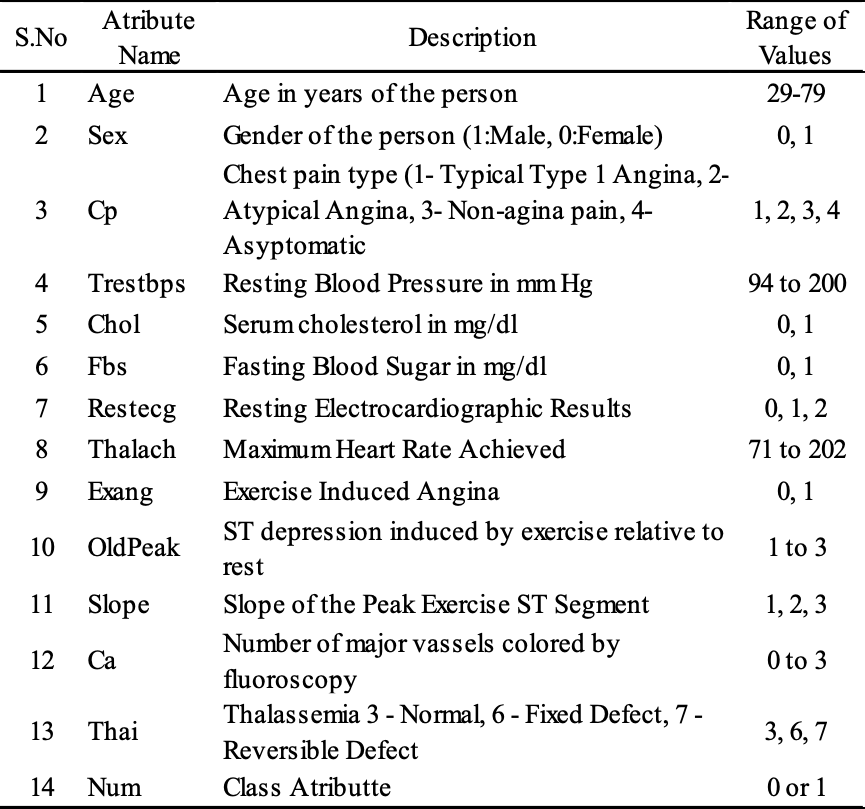 S.No Atribute Name Description Range of Values
1 Age Age in years of the person 29-79
2 Sex Gender of the person (1:Male, 0:Female) 0, 1
3 Cp Chest pain type (1- Typical Type 1 Angina, 2-
Atypical Angina, 3- Non-agina pain, 4-
Asyptomatic 1, 2, 3, 4
4 Trestbps Resting Blood Pressure in mm Hg 94 to 200
5 Chol Serum cholesterol in mg/dl 0, 1
6 Fbs Fasting Blood Sugar in mg/dl 0, 1
7 Restecg Resting Electrocardiographic Results 0, 1, 2
8 Thalach Maximum Heart Rate Achieved 71 to 202
9 Exang Exercise Induced Angina 0, 1
10 OldPeak ST depression induced by exercise relative to
rest 1 to 3
11 Slope Slope of the Peak Exercise ST Segment 1, 2, 3
12 Ca Number of major vassels colored by
fluoroscopy 0 to 3
13 Thai Thalassemia 3 - Normal, 6 - Fixed Defect, 7 -
Reversible Defect 3, 6, 7
14 Num Class Atributte 0 or 1